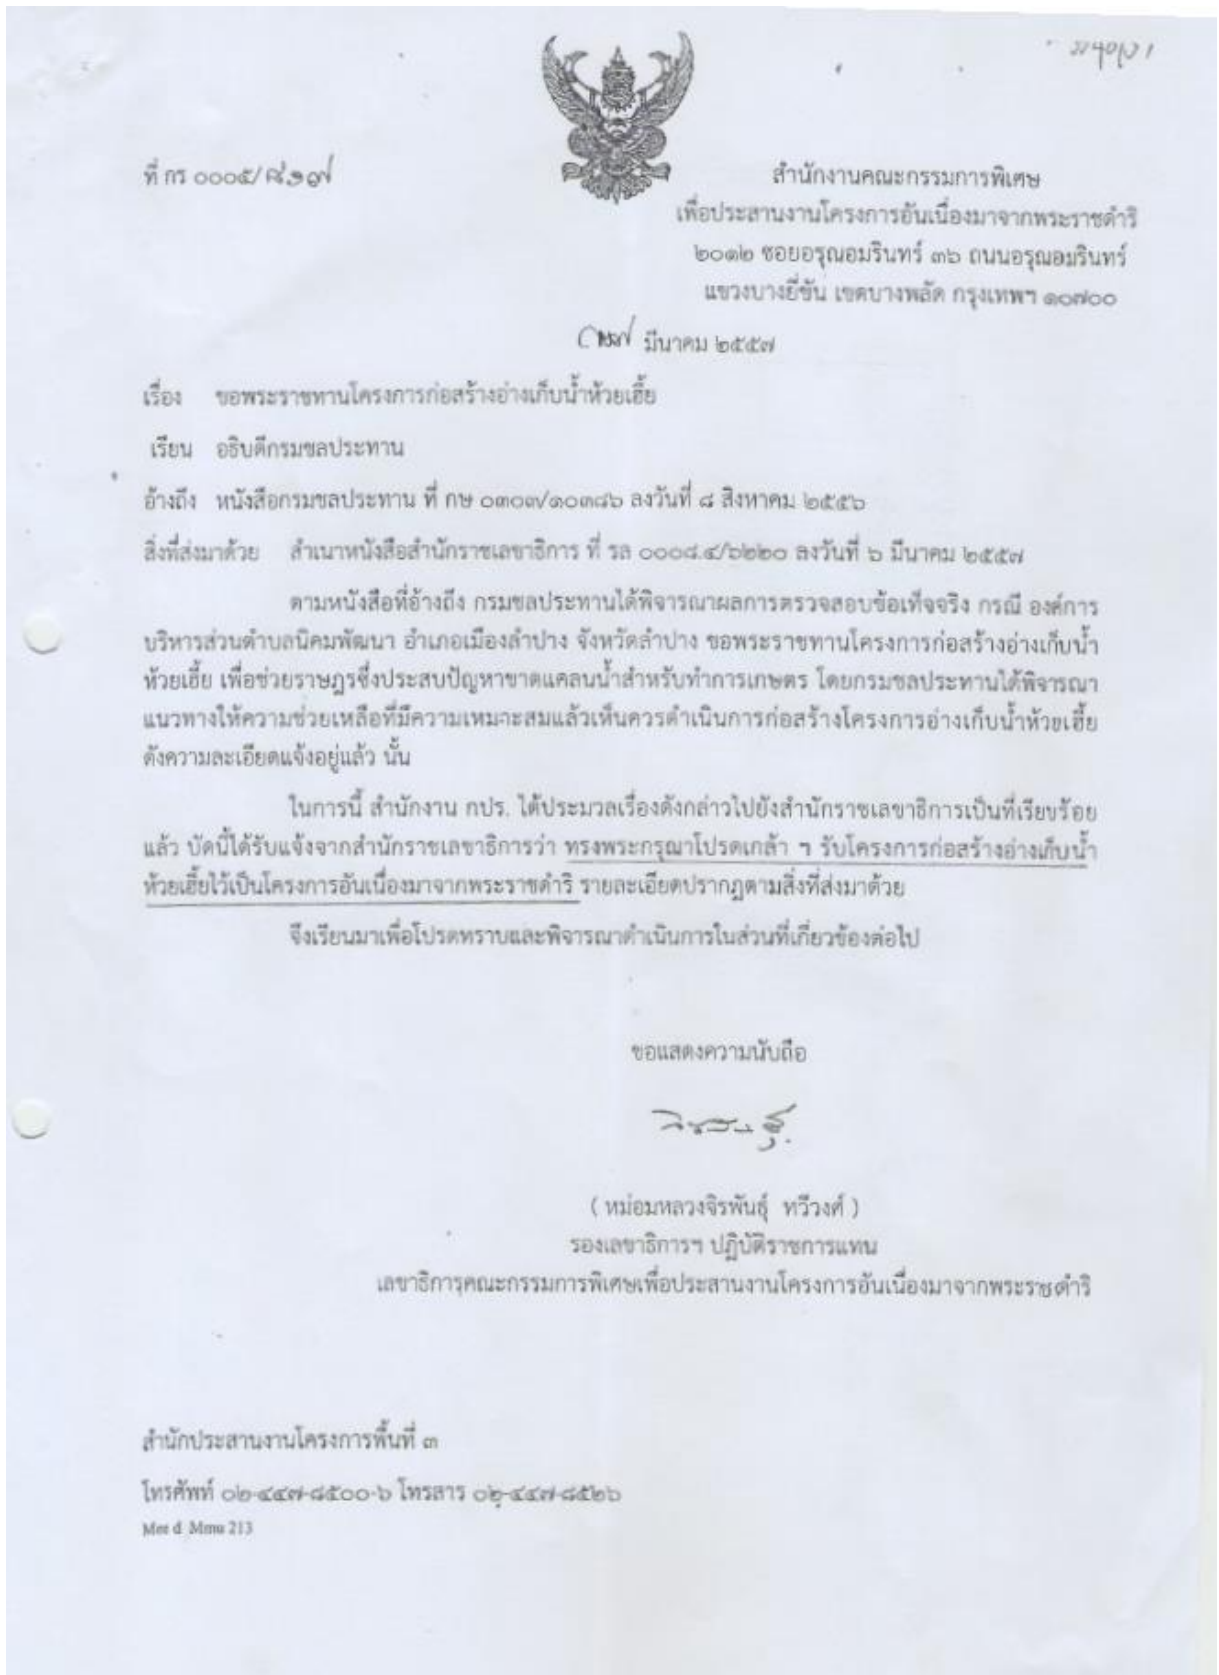 ที่ กร ๐๐๐๕/
สำนักงานคณะกรรมการพิเศษ
เพื่อประสานงานโครงการอันเนื่องมาจากพระราชดำริ
๒๐๑๒ ซอยอรุณอมรินทร์ ๓๖ ถนนอรุณอมรินทร์
แขวงบางยี่ขัน เขตบางพลัด กรุงเทพฯ ๑๐๗๐๐
มีนาคม ๒๕๕๗
เรื่อง ขอพระราชทานโครงการก่อสร้างอ่างเก็บน้ำห้วยเฮี้ย
เรียน อธิบดีกรมชลประทาน
อ้างถึง หนังสือกรมชลประทาน ที่ กษ ๐๓๐๓/๑๐๓๘๖ ลงวันที่ ๘ สิงหาคม ๒๕๕๖
สิ่งที่ส่งมาด้วย สำเนาหนังสือสำนักราชเลขาธิการ ที่ รล ๐๐๐๘.๔/๖๒๒๐ ลงวันที่ ๖ มีนาคม ๒๕๕๗
ตามหนังสือที่อ้างถึง กรมชลประทานได้พิจารณาผลการตรวจสอบข้อเท็จจริง กรณี องค์การ
บริหารส่วนตำบลนิคมพัฒนา อำเภอเมืองลำปาง จังหวัดลำปาง ขอพระราชทานโครงการก่อสร้างอ่างเก็บน้ำ
ห้วยเฮี้ย เพื่อช่วยราษฎรซึ่งประสบปัญหาขาดแคลนน้ำสำหรับทำการเกษตร โดยกรมชลประทานได้พิจารณา
แนวทางให้ความช่วยเหลือที่มีความเหมาะสมแล้วเห็นควรดำเนินการก่อสร้างโครงการอ่างเก็บน้ำห้วยเฮี้ย
ดังความละเอียดแจ้งอยู่แล้ว นั้น
ในการนี้ สำนักงาน กปร. ได้ประมวลเรื่องดังกล่าวไปยังสำนักราชเลขาธิการเป็นที่เรียบร้อย
แล้ว บัดนี้ได้รับแจ้งจากสำนักราชเลขาธิการว่า ทรงพระกรุณาโปรดเกล้า ฯ รับโครงการก่อสร้างอ่างเก็บน้ำ
ห้วยเฮี้ยไว้เป็นโครงการอันเนื่องมาจากพระราชดำริ รายละเอียดปรากฏตามสิ่งที่ส่งมาด้วย
จึงเรียนมาเพื่อโปรดทราบและพิจารณาดำเนินการในส่วนที่เกี่ยวข้องต่อไป
ขอแสดงความนับถือ
( หม่อมหลวงจิรพันธุ์ ทวีวงศ์ )
รองเลขาธิการฯ ปฏิบัติราชการแทน
เลขาธิการคณะกรรมการพิเศษเพื่อประสานงานโครงการอันเนื่องมาจากพระราชดำริ
สำนักประสานงานโครงการพื้นที่ ๓
โทรศัพท์ ๐๒-๔๔๗-๘๕๐๐-๖ โทรสาร ๐๒-๔๔๗-๘๕๒๖
213